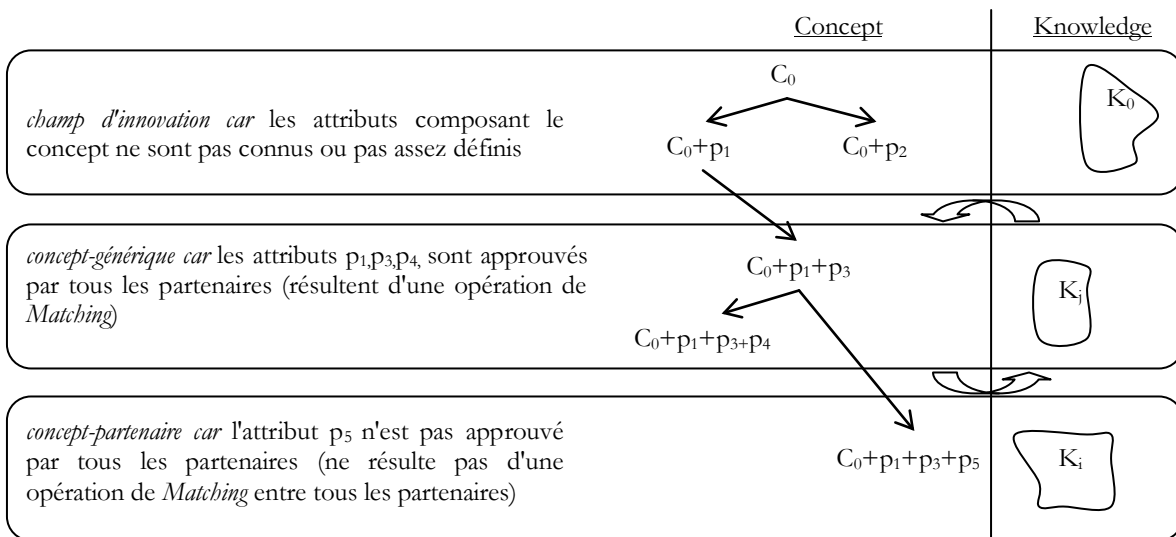 Concept Knowledge
C₀
K₀
champ d'innovation car les attributs composant le
concept ne sont pas connus ou pas assez définis
C₀+p₁ C₀+p₂
concept-générique car les attributs p₁,p₃,p₄, sont approuvés
par tous les partenaires (résultent d'une opération de
Matching)
C₀+p₁+p₃
Kⱼ
C₀+p₁+p₃₊p₄
concept-partenaire car l'attribut p₅ n'est pas approuvé
par tous les partenaires (ne résulte pas d'une
opération de Matching entre tous les partenaires)
C₀+p₁+p₃+p₅
Kᵢ